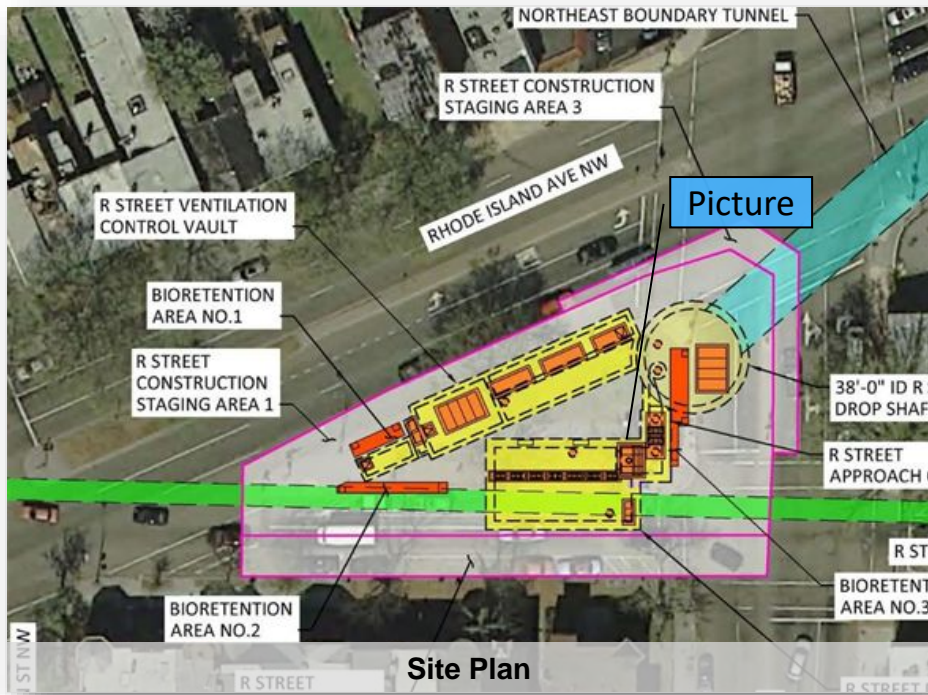 NORTHEAST BOUNDARY TUNNEL
R STREET CONSTRUCTION
STAGING AREA 3
RHODE ISLAND AVE NW
Picture
R STREET VENTILATION
CONTROL VAULT
BIORETENTION
AREA NO.1
R STREET
CONSTRUCTION
STAGING AREA 1
38'-0" ID R
DROP SHAF
R STREET
APPROACH
R ST
BIORETENT
AREA NO.3
BIORETENTION
AREA NO.2
ST NW
R STREET
Site Plan
R STREET